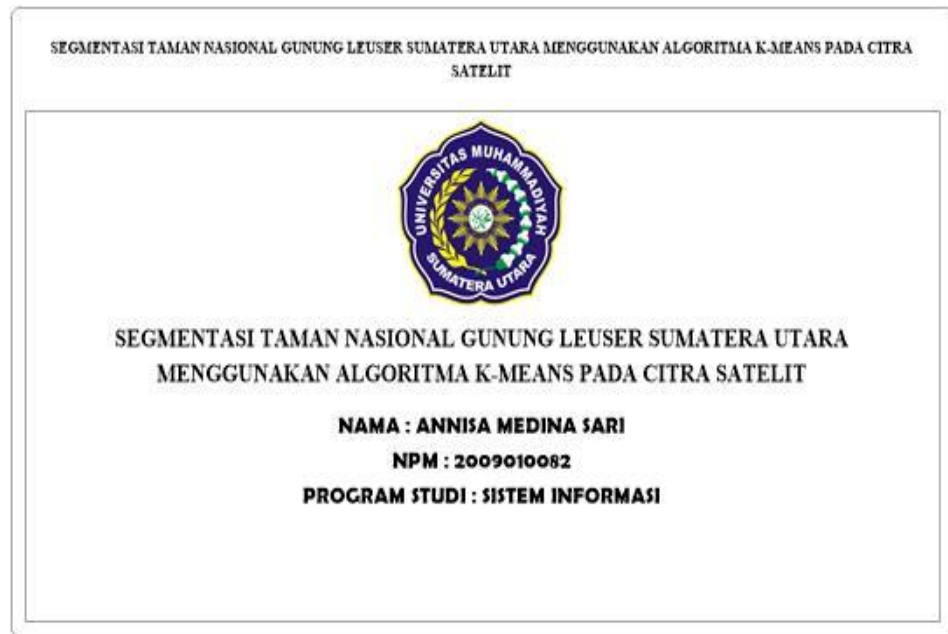 SEGMENTASI TAMAN NASIONAL GUNUNG LEUSER SUMATERA UTARA MENGGUNAKAN ALGORITMA K-MEANS PADA CITRA
SATELIT
UNIVERSITAS MUHAMMADIYAH
SUMATERA UTARA
SEGMENTASI TAMAN NASIONAL GUNUNG LEUSER SUMATERA UTARA
MENGGUNAKAN ALGORITMA K-MEANS PADA CITRA SATELIT
NAMA : ANNISA MEDINA SARI
NPM : 2009010082
PROGRAM STUDI : SISTEM INFORMASI